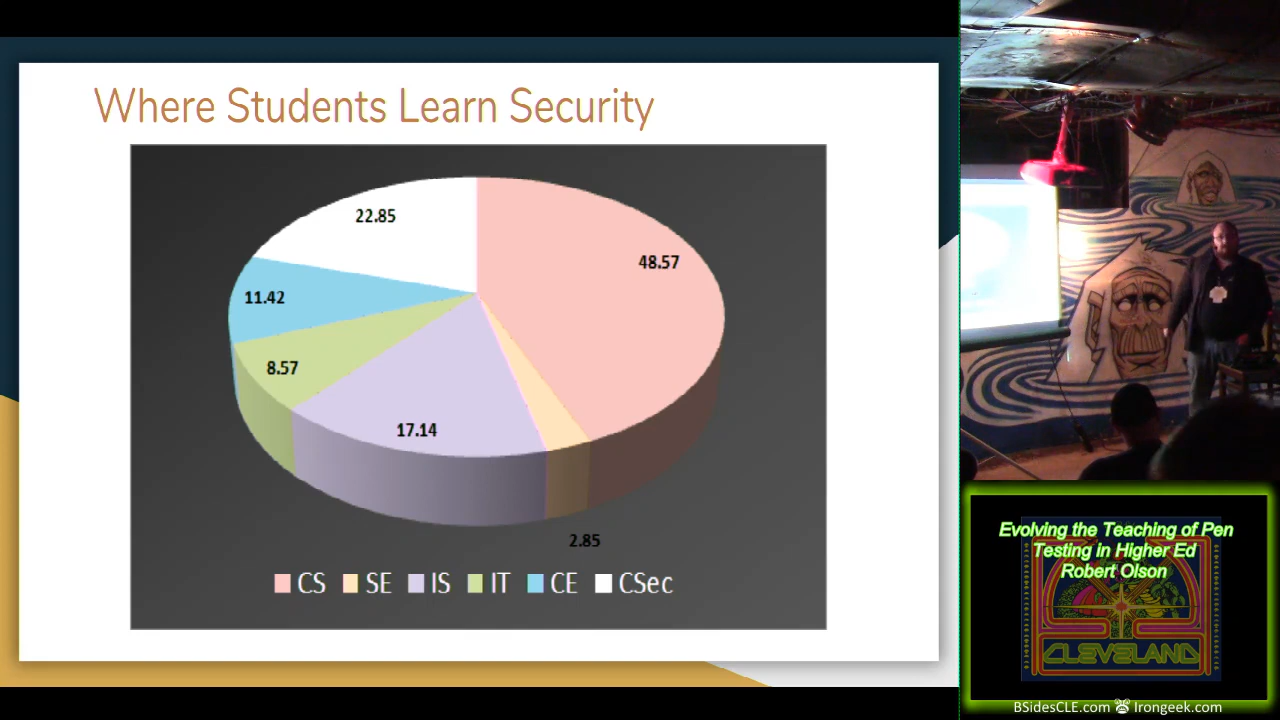 Where Students Learn Security
22.85
48.57
11.42
8.57
17.14
2.85
CS SE IS IT CE CSec
Evolving the Teaching of Pen
Testing in Higher Ed
Robert Olson
CLEVELAND
BSidesCLE.com Irongeek.com